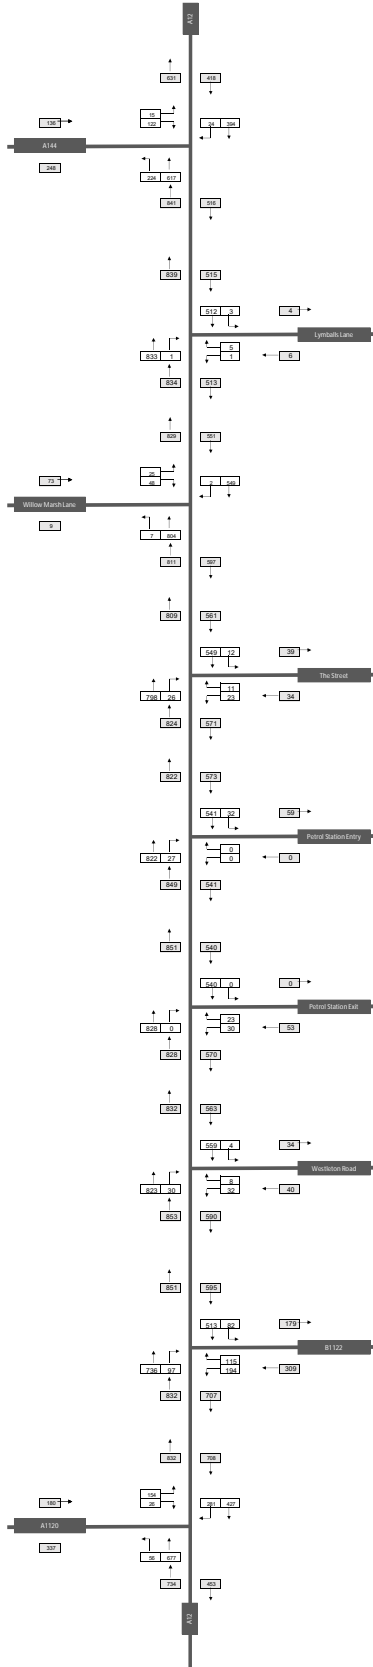 A12
631 418
136
15
122 24 394
A144
248
224 617
841 516
839 515
512 3 4
Lymballs Lane
833 1 5
1 6
834 513
829 551
73
25
48 2 549
Willow Marsh Lane
9
7 804
811 597
809 561
549 12 39
The Street
798 26 11
23 34
824 571
822 573
541 32 59
Petrol Station Entry
822 27 0
0 0
849 541
851 540
540 0 0
Petrol Station Exit
828 0 23
30 53
828 570
832 563
559 4 34
Westleton Road
823 30 8
32 40
853 590
851 595
513 82 179
B1122
736 97 115
194 309
832 707
832 708
180
154
26 281 427
A1120
337
56 677
734 453
A12